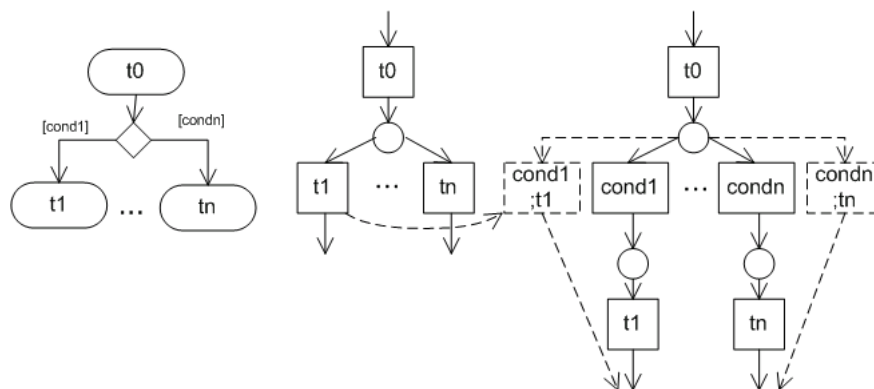 t0
[cond1]
[condn]
t1
...
tn
t0
t1
...
tn
t0
cond1
;t1
cond1
...
condn
condn
;tn
t1
tn